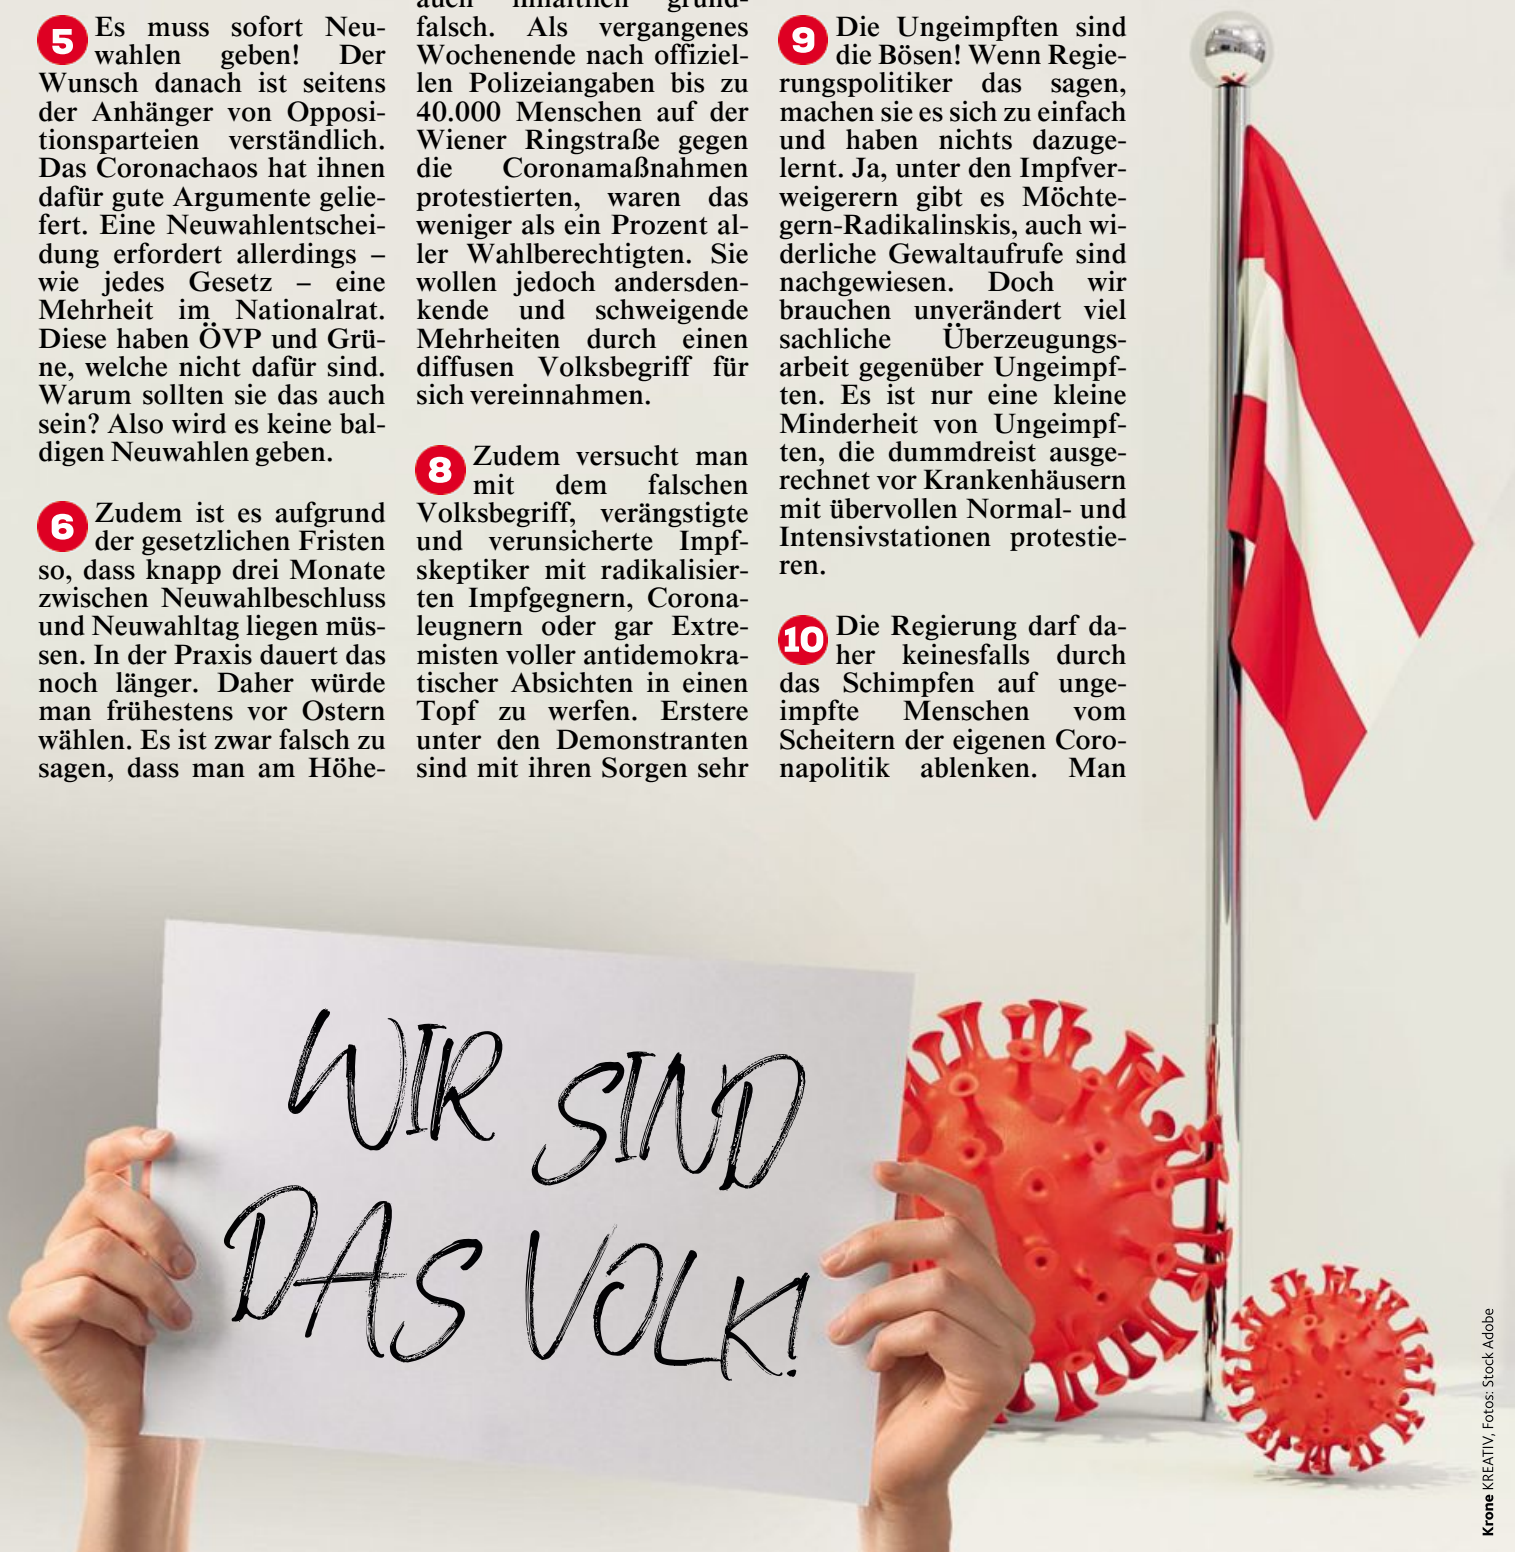 5 Es muss sofort Neu-
wahlen geben! Der
Wunsch danach ist seitens
der Anhänger von Opposi-
tionsparteien verständlich.
Das Coronachaos hat ihnen
dafür gute Argumente gelie-
fert. Eine Neuwahlentschei-
dung erfordert allerdings –
wie jedes Gesetz – eine
Mehrheit im Nationalrat.
Diese haben ÖVP und Grü-
ne, welche nicht dafür sind.
Warum sollten sie das auch
sein? Also wird es keine bal-
digen Neuwahlen geben.
6 Zudem ist es aufgrund
der gesetzlichen Fristen
so, dass knapp drei Monate
zwischen Neuwahlbeschluss
und Neuwahltag liegen müs-
sen. In der Praxis dauert das
noch länger. Daher würde
man frühestens vor Ostern
wählen. Es ist zwar falsch zu
sagen, dass man am Höhe-
auch inhaltlich grund-
falsch. Als vergangenes
Wochenende nach offiziel-
len Polizeiangaben bis zu
40.000 Menschen auf der
Wiener Ringstraße gegen
die Coronamaßnahmen
protestierten, waren das
weniger als ein Prozent al-
ler Wahlberechtigten. Sie
wollen jedoch andersden-
kende und schweigende
Mehrheiten durch einen
diffusen Volksbegriff für
sich vereinnahmen.
8 Zudem versucht man
mit dem falschen
Volksbegriff, verängstigte
und verunsicherte Impf-
skeptiker mit radikalisier-
ten Impfgegnern, Corona-
leugnern oder gar Extre-
misten voller antidemokra-
tischer Absichten in einen
Topf zu werfen. Erstere
unter den Demonstranten
sind mit ihren Sorgen sehr
9 Die Ungeimpften sind
die Bösen! Wenn Regie-
rungspolitiker das sagen,
machen sie es sich zu einfach
und haben nichts dazuge-
lernt. Ja, unter den Impfver-
weigerern gibt es Möchte-
gern-Radikalinskis, auch wi-
derliche Gewaltaufrufe sind
nachgewiesen. Doch wir
brauchen unverändert viel
sachliche Überzeugungs-
arbeit gegenüber Ungeimpf-
ten. Es ist nur eine kleine
Minderheit von Ungeimpf-
ten, die dummdreist ausge-
rechnet vor Krankenhäusern
mit übervollen Normal- und
Intensivstationen protestie-
ren.
10 Die Regierung darf da-
her keinesfalls durch
das Schimpfen auf unge-
impfte Menschen vom
Scheitern der eigenen Coro-
napolitik ablenken. Man
WIR SIND
DAS VOLK!
Krone KREATIV, Fotos: Stock Adobe